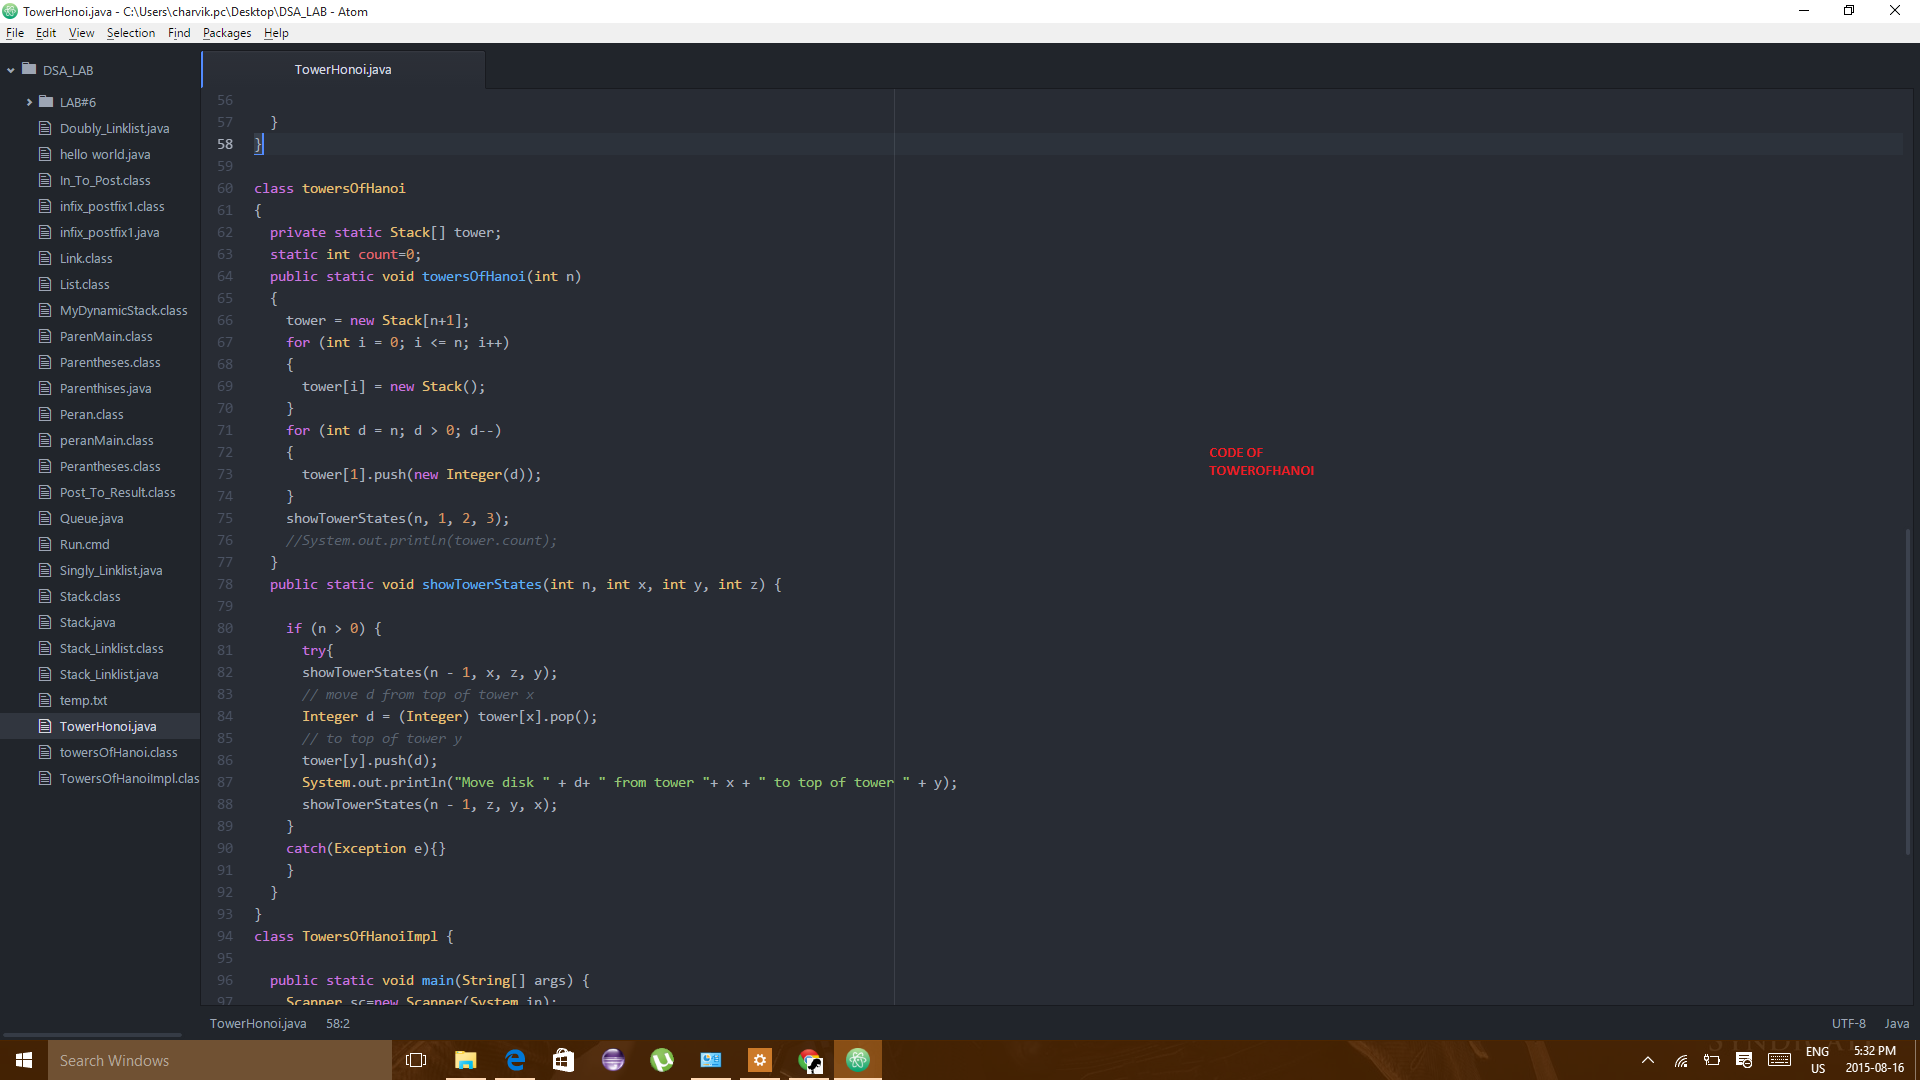 TowerHonoi.java - C:\Users\charvik.pc\Desktop\DSA_LAB - Atom
File Edit View Selection Find Packages Help
DSA_LAB
LAB#6
Doubly_Linklist.java
hello world.java
In_To_Post.class
infix_postfix1.class
infix_postfix1.java
Link.class
List.class
MyDynamicStack.class
ParenMain.class
Parentheses.class
Parenthises.java
Peran.class
peranMain.class
Perantheses.class
Post_To_Result.class
Queue.java
Run.cmd
Singly_Linklist.java
Stack.class
Stack.java
Stack_Linklist.class
Stack_Linklist.java
temp.txt
TowerHonoi.java
towersOfHanoi.class
TowersOfHanoiImpl.clas
TowerHonoi.java
56
57 }
58 }
59
60 class towersOfHanoi
61 {
62 private static Stack[] tower;
63 static int count=0;
64 public static void towersOfHanoi(int n)
65 {
66 tower = new Stack[n+1];
67 for (int i = 0; i <= n; i++)
68 {
69 tower[i] = new Stack();
70 }
71 for (int d = n; d > 0; d--)
72 {
73 tower[1].push(new Integer(d));
74 }
75 showTowerStates(n, 1, 2, 3);
76 //System.out.println(tower.count);
77 }
78 public static void showTowerStates(int n, int x, int y, int z) {
79
80 if (n > 0) {
81 try{
82 showTowerStates(n - 1, x, z, y);
83 // move d from top of tower x
84 Integer d = (Integer) tower[x].pop();
85 // to top of tower y
86 tower[y].push(d);
87 System.out.println("Move disk " + d+ " from tower "+ x + " to top of tower " + y);
88 showTowerStates(n - 1, z, y, x);
89 }
90 catch(Exception e){}
91 }
92 }
93 }
94 class TowersOfHanoiImpl {
95
96 public static void main(String[] args) {
97 Scanner sc=new Scanner(System.in);
CODE OF
TOWEROFHANOI
TowerHonoi.java 58:2 UTF-8 Java
Search Windows
ENG
US
5:32 PM
2015-08-16